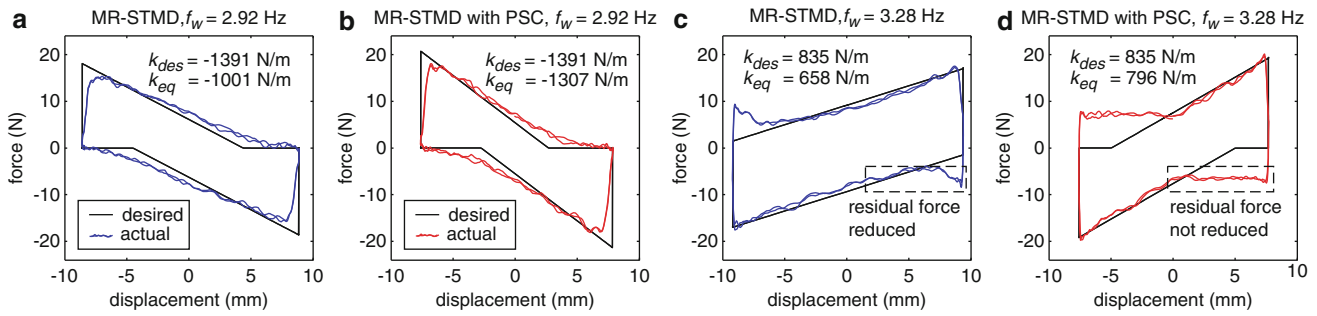 a
MR-STMD, f_w = 2.92 Hz
k_des = -1391 N/m
k_eq = -1001 N/m
20
10
0
-10
-20
force (N)
desired
actual
-10
-5
0
5
10
displacement (mm)
b
MR-STMD with PSC, f_w = 2.92 Hz
k_des = -1391 N/m
k_eq = -1307 N/m
20
10
0
-10
-20
force (N)
desired
actual
-10
-5
0
5
10
displacement (mm)
c
MR-STMD, f_w = 3.28 Hz
k_des = 835 N/m
k_eq = 658 N/m
20
10
0
-10
-20
force (N)
residual force
reduced
-10
-5
0
5
10
displacement (mm)
d
MR-STMD with PSC, f_w = 3.28 Hz
k_des = 835 N/m
k_eq = 796 N/m
20
10
0
-10
-20
force (N)
residual force
not reduced
-10
-5
0
5
10
displacement (mm)